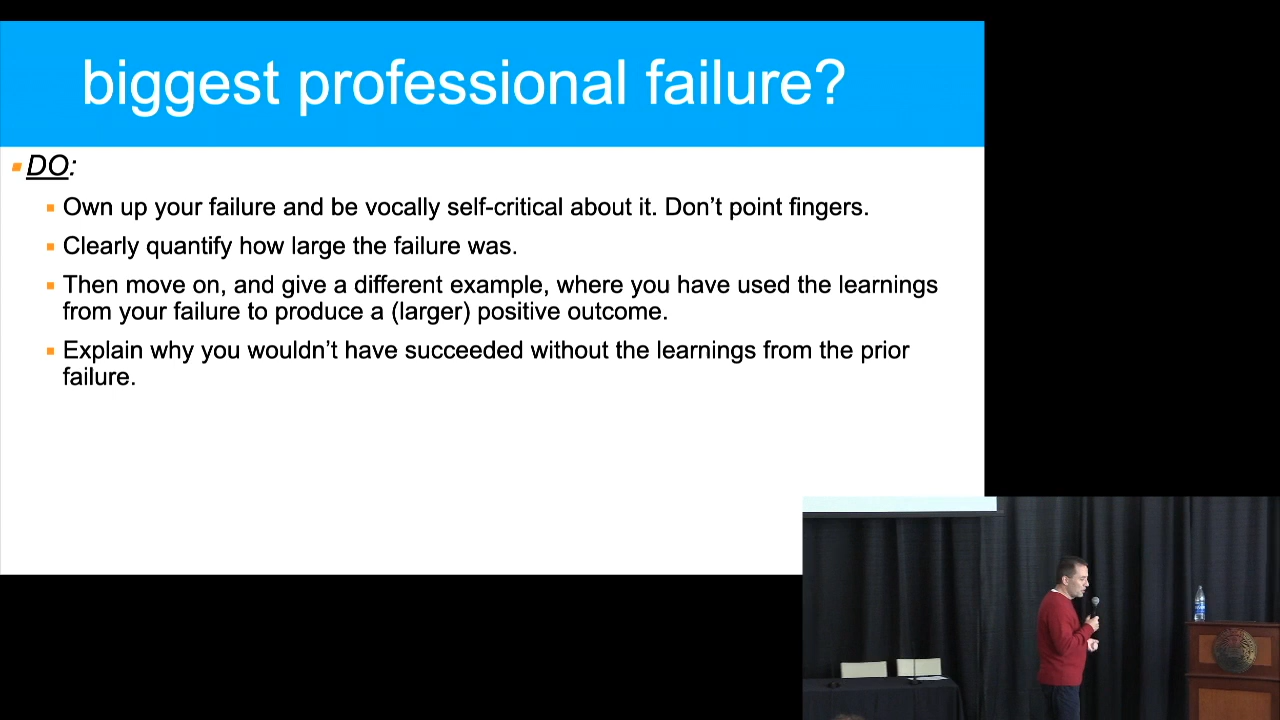 biggest professional failure?
DO:
Own up your failure and be vocally self-critical about it. Don’t point fingers.
Clearly quantify how large the failure was.
Then move on, and give a different example, where you have used the learnings
from your failure to produce a (larger) positive outcome.
Explain why you wouldn’t have succeeded without the learnings from the prior
failure.